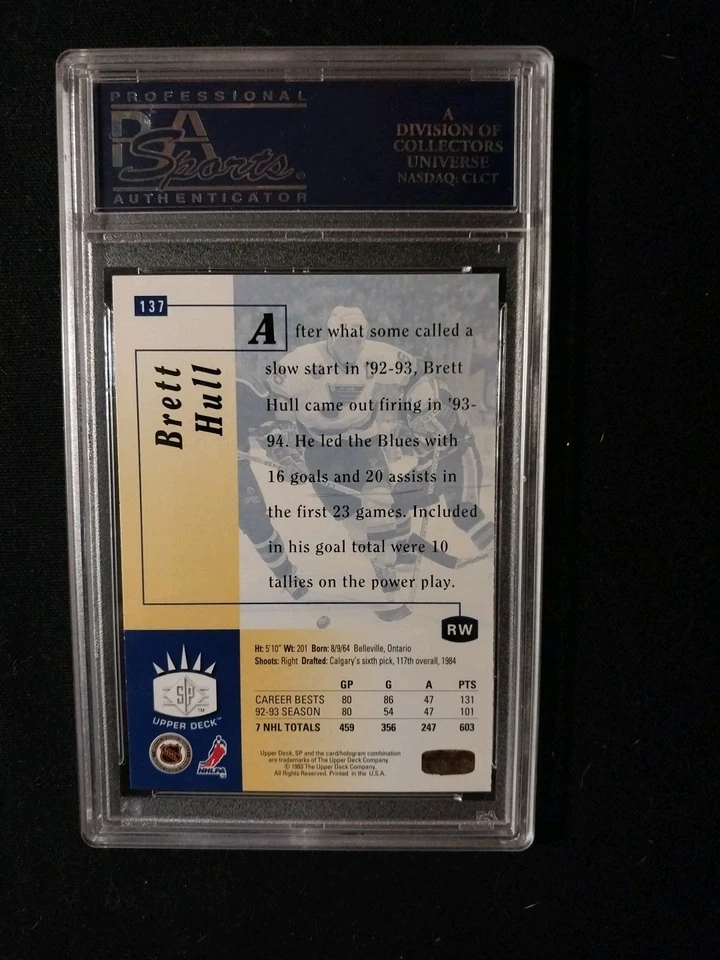 PROFESSIONAL
PSA
Sports®
AUTHENTICATOR
A
DIVISION OF
COLLECTORS
UNIVERSE
NASDAQ: CLCT
137
Brett
Hull
After what some called a
slow start in '92-93, Brett
Hull came out firing in '93-
94. He led the Blues with
16 goals and 20 assists in
the first 23 games. Included
in his goal total were 10
tallies on the power play.
RW
Ht: 5'10" Wt: 201 Born: 8/9/64 Belleville, Ontario
Shoots: Right Drafted: Calgary's sixth pick, 117th overall, 1984
GP G A PTS
CAREER BESTS 80 86 47 131
92-93 SEASON 80 54 47 101
7 NHL TOTALS 459 356 247 603
SP™
UPPER DECK™
NHLPA
Upper Deck, SP and the card/hologram combination
are trademarks of The Upper Deck Company.
© 1993 The Upper Deck Company.
All Rights Reserved. Printed in the U.S.A.
PSA